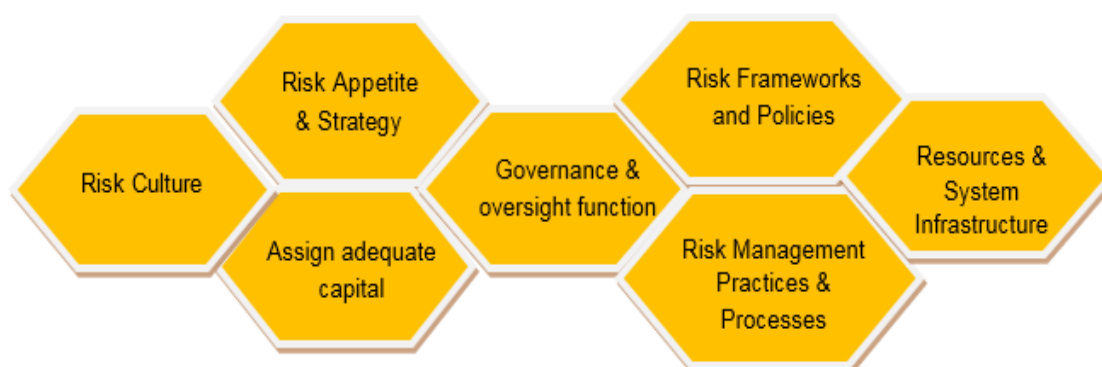 Risk Culture
Risk Appetite
& Strategy
Assign adequate
capital
Governance &
oversight function
Risk Frameworks
and Policies
Risk Management
Practices &
Processes
Resources &
System
Infrastructure